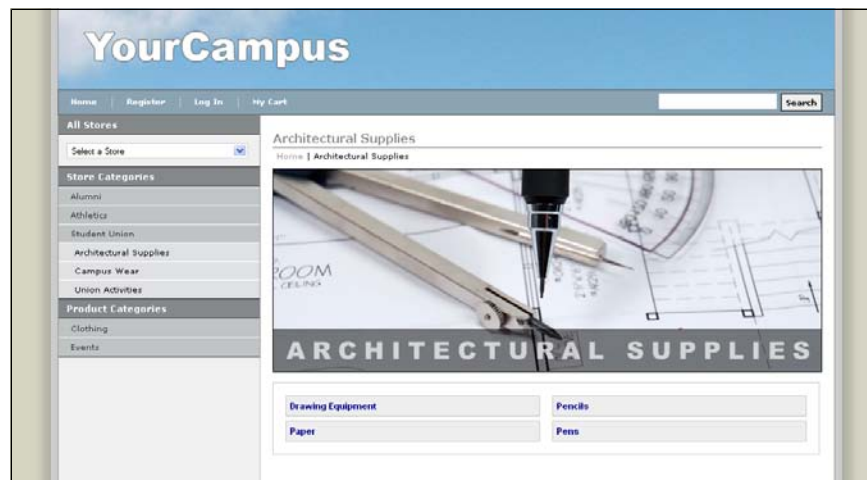 YourCampus
Home | Register | Log In | My Cart
Search
All Stores
Select a Store
Store Categories
Alumni
Athletics
Student Union
Architectural Supplies
Campus Wear
Union Activities
Product Categories
Clothing
Events
Architectural Supplies
Home | Architectural Supplies
ROOM
CEILING
ARCHITECTURAL SUPPLIES
Drawing Equipment
Pencils
Paper
Pens